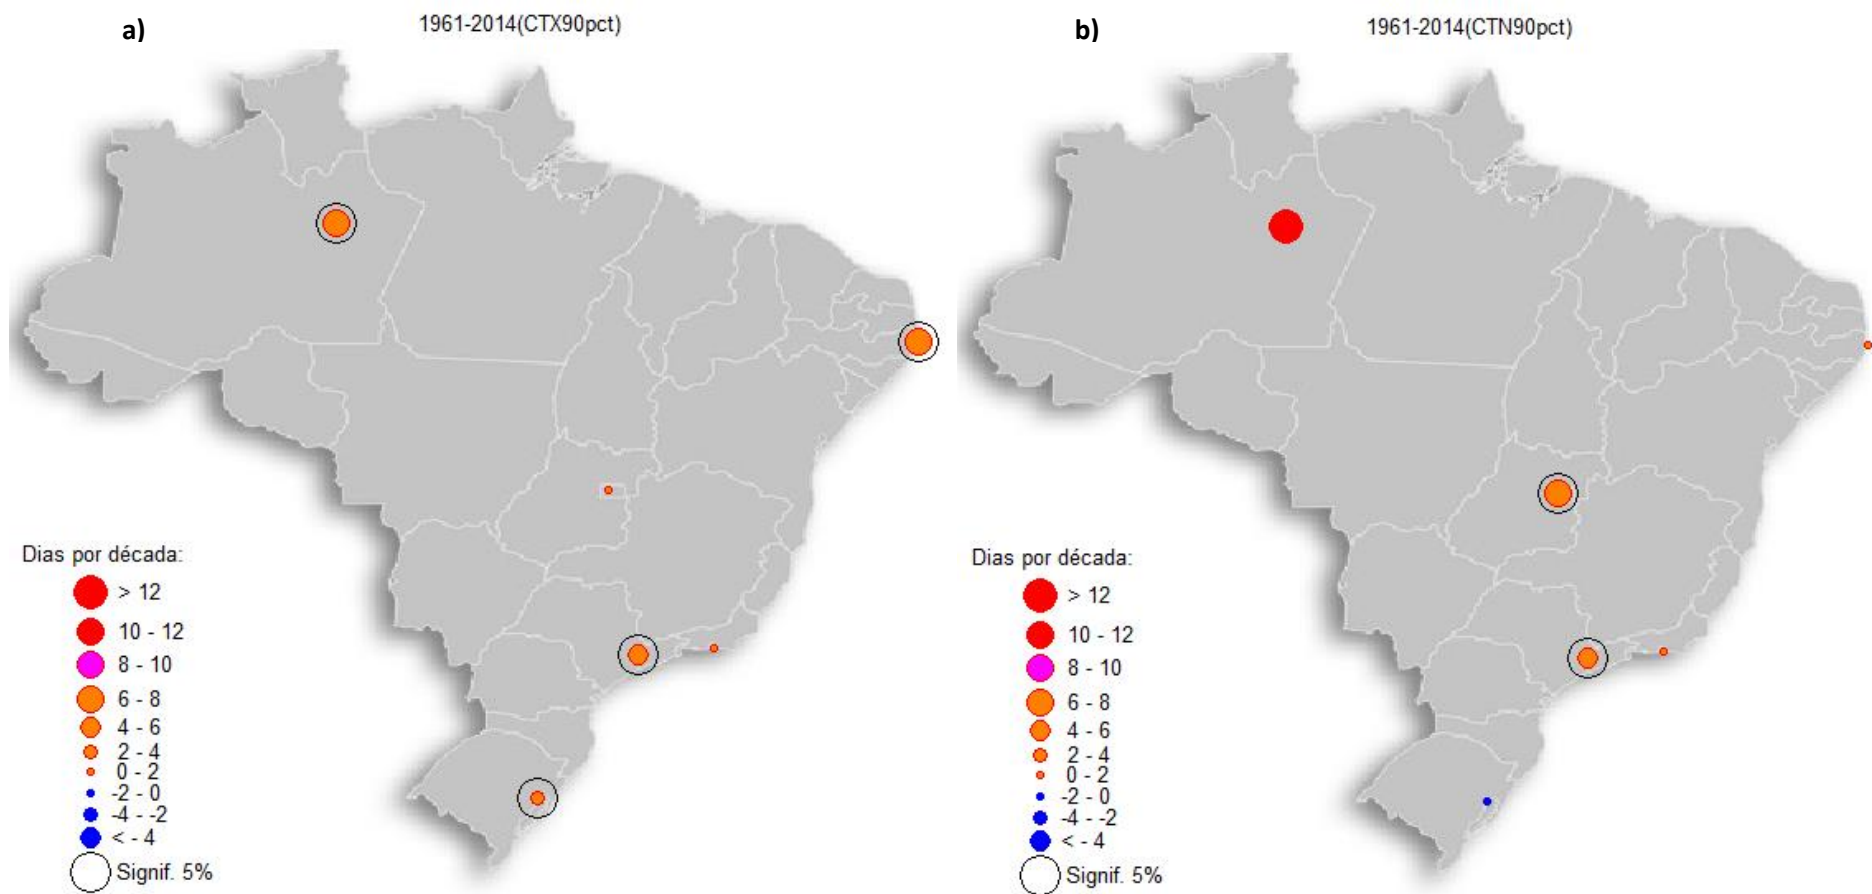 a)
1961-2014(CTX90pct)
Dias por década:
> 12
10 - 12
8 - 10
6 - 8
4 - 6
2 - 4
0 - 2
-2 - 0
-4 - -2
< - 4
Signif. 5%
b)
1961-2014(CTN90pct)
Dias por década:
> 12
10 - 12
8 - 10
6 - 8
4 - 6
2 - 4
0 - 2
-2 - 0
-4 - -2
< - 4
Signif. 5%